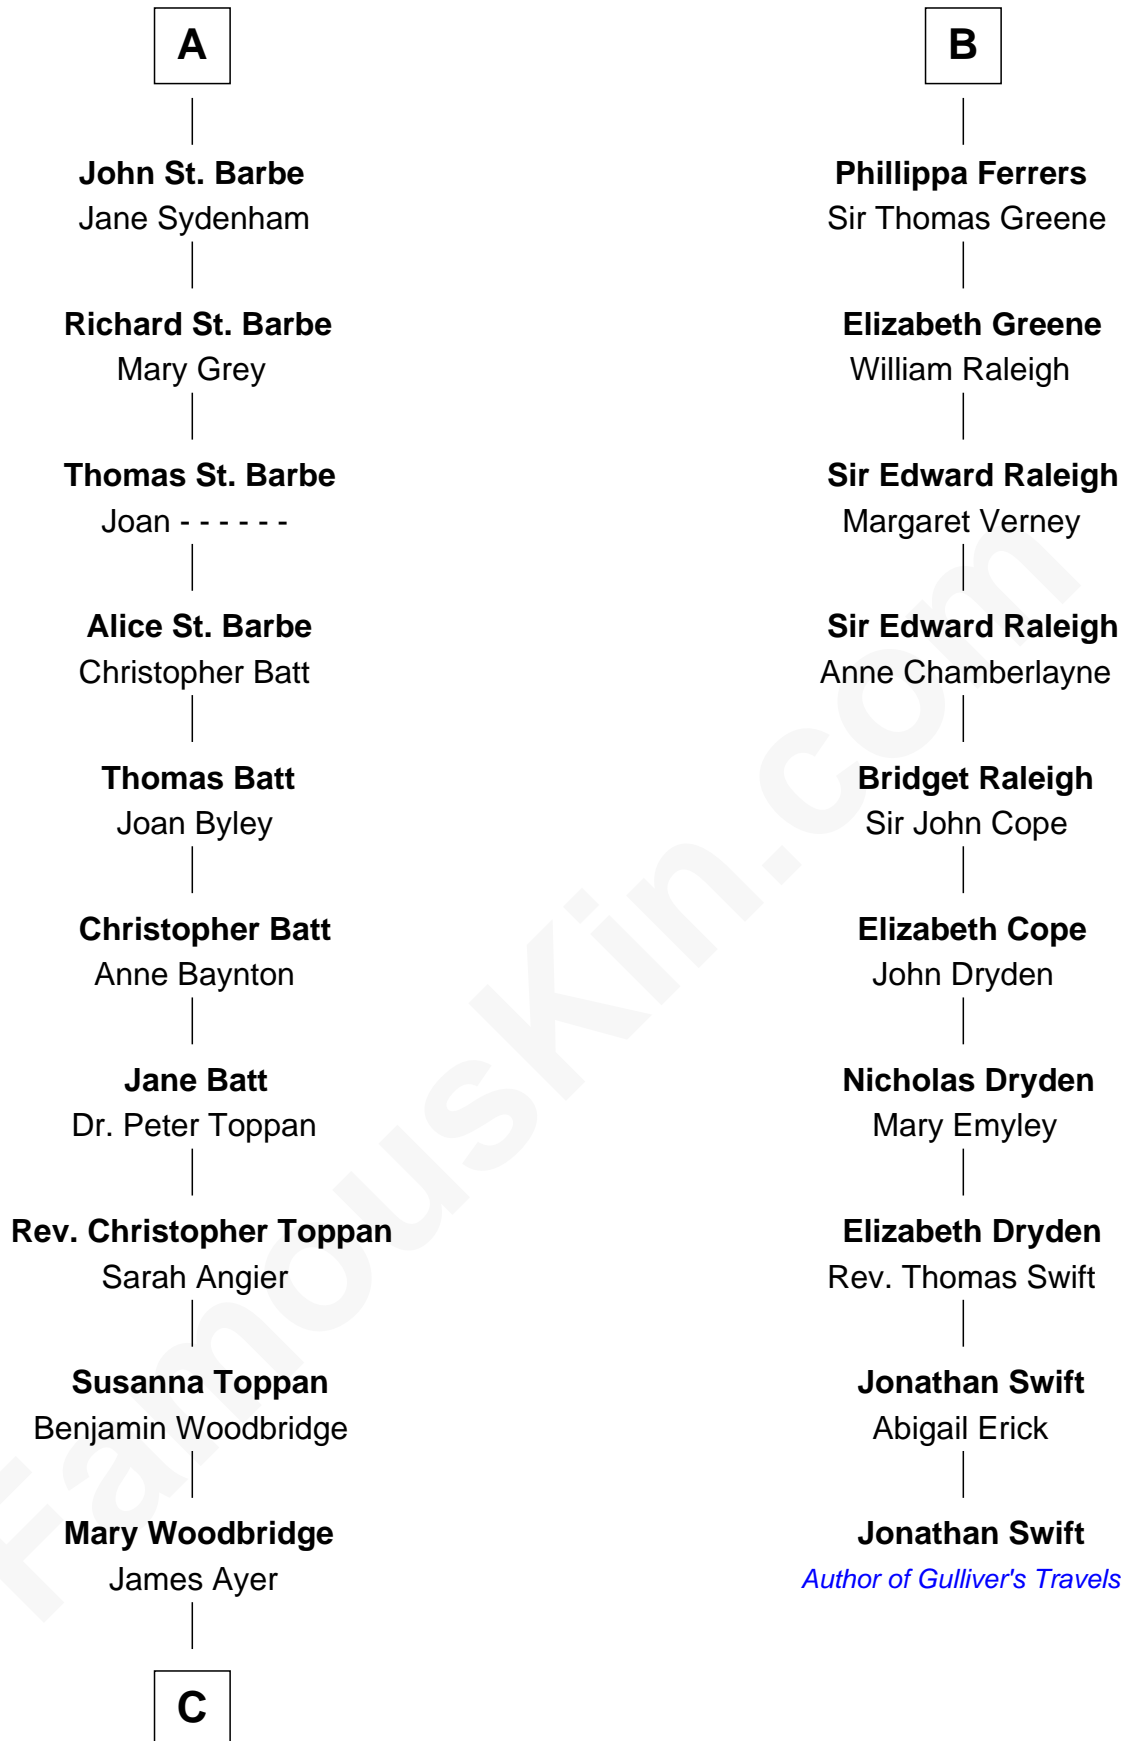 A
John St. Barbe
Jane Sydenham
Richard St. Barbe
Mary Grey
Thomas St. Barbe
Joan - - - - - -
Alice St. Barbe
Christopher Batt
Thomas Batt
Joan Byley
Christopher Batt
Anne Baynton
Jane Batt
Dr. Peter Toppan
Rev. Christopher Toppan
Sarah Angier
Susanna Toppan
Benjamin Woodbridge
Mary Woodbridge
James Ayer
C
B
Phillippa Ferrers
Sir Thomas Greene
Elizabeth Greene
William Raleigh
Sir Edward Raleigh
Margaret Verney
Sir Edward Raleigh
Anne Chamberlayne
Bridget Raleigh
Sir John Cope
Elizabeth Cope
John Dryden
Nicholas Dryden
Mary Emyley
Elizabeth Dryden
Rev. Thomas Swift
Jonathan Swift
Abigail Erick
Jonathan Swift
Author of Gulliver's Travels
FamousKin.com